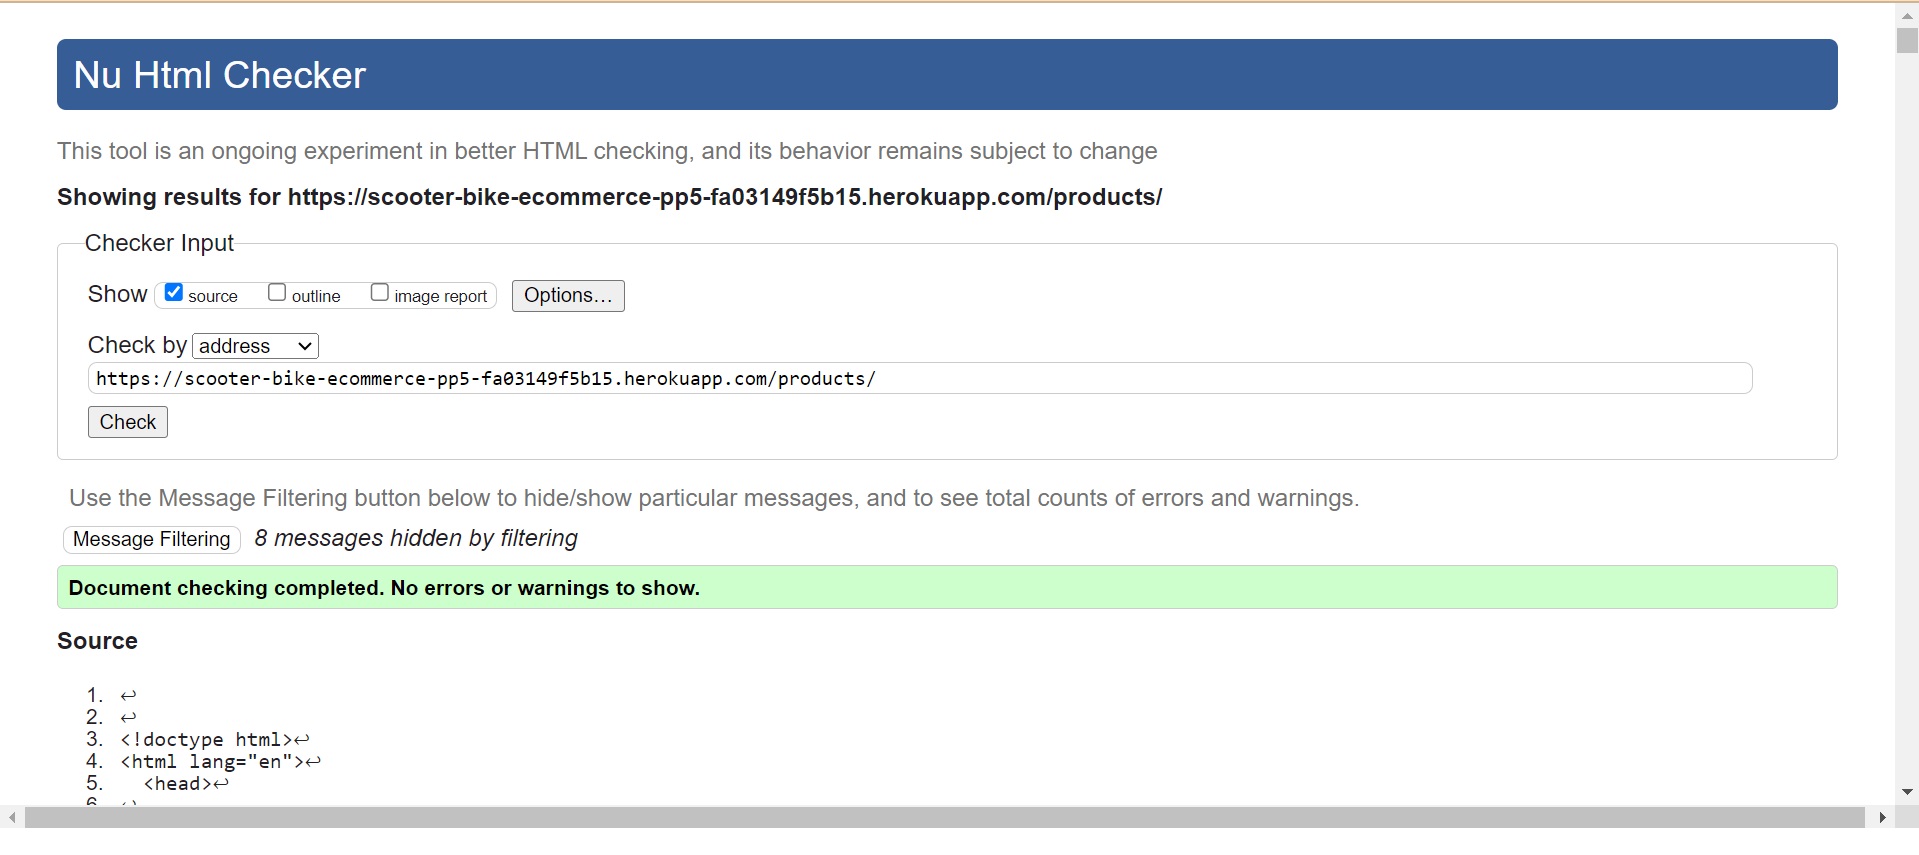 Nu Html Checker
This tool is an ongoing experiment in better HTML checking, and its behavior remains subject to change
Showing results for https://scooter-bike-ecommerce-pp5-fa03149f5b15.herokuapp.com/products/
Checker Input
Show source outline image report Options...
Check by address
https://scooter-bike-ecommerce-pp5-fa03149f5b15.herokuapp.com/products/
Check
Use the Message Filtering button below to hide/show particular messages, and to see total counts of errors and warnings.
Message Filtering 8 messages hidden by filtering
Document checking completed. No errors or warnings to show.
Source
1. ↩
2. ↩
3. <!doctype html>↩
4. <html lang="en">↩
5. <head>↩
6. ↩